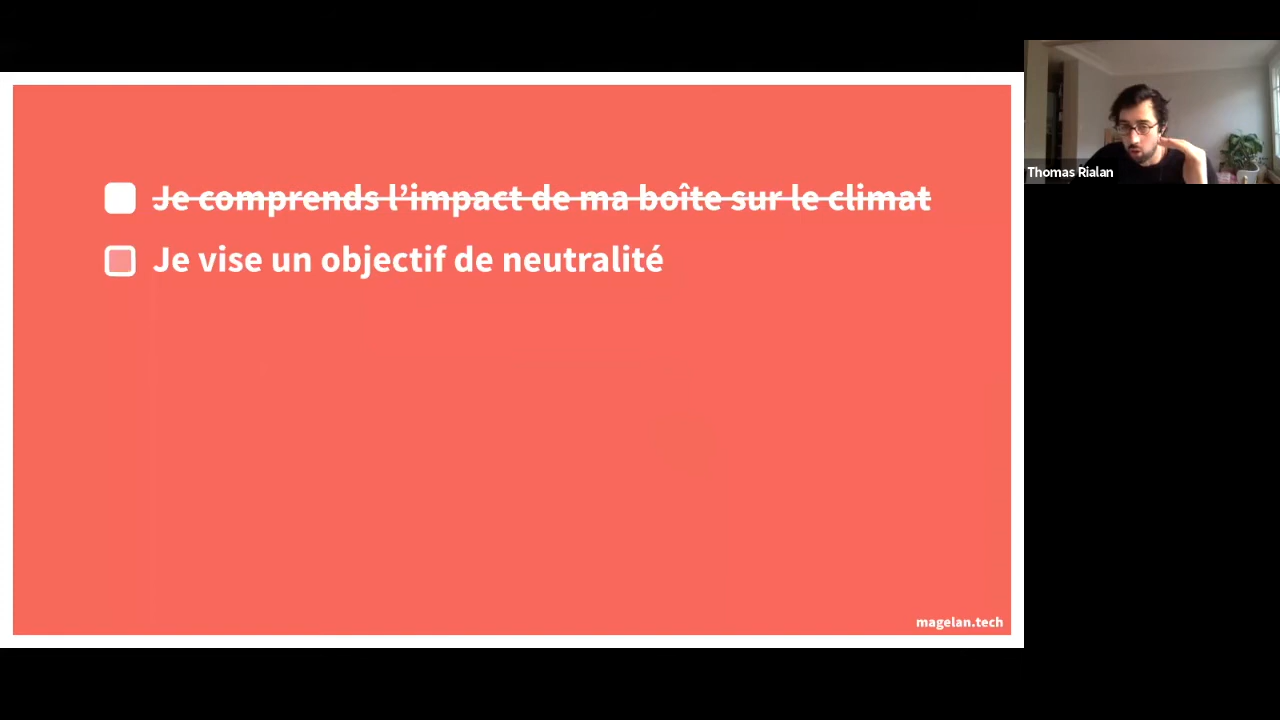 Je comprends l’impact de ma boîte sur le climat
Je vise un objectif de neutralité
magelan.tech
Thomas Rialan